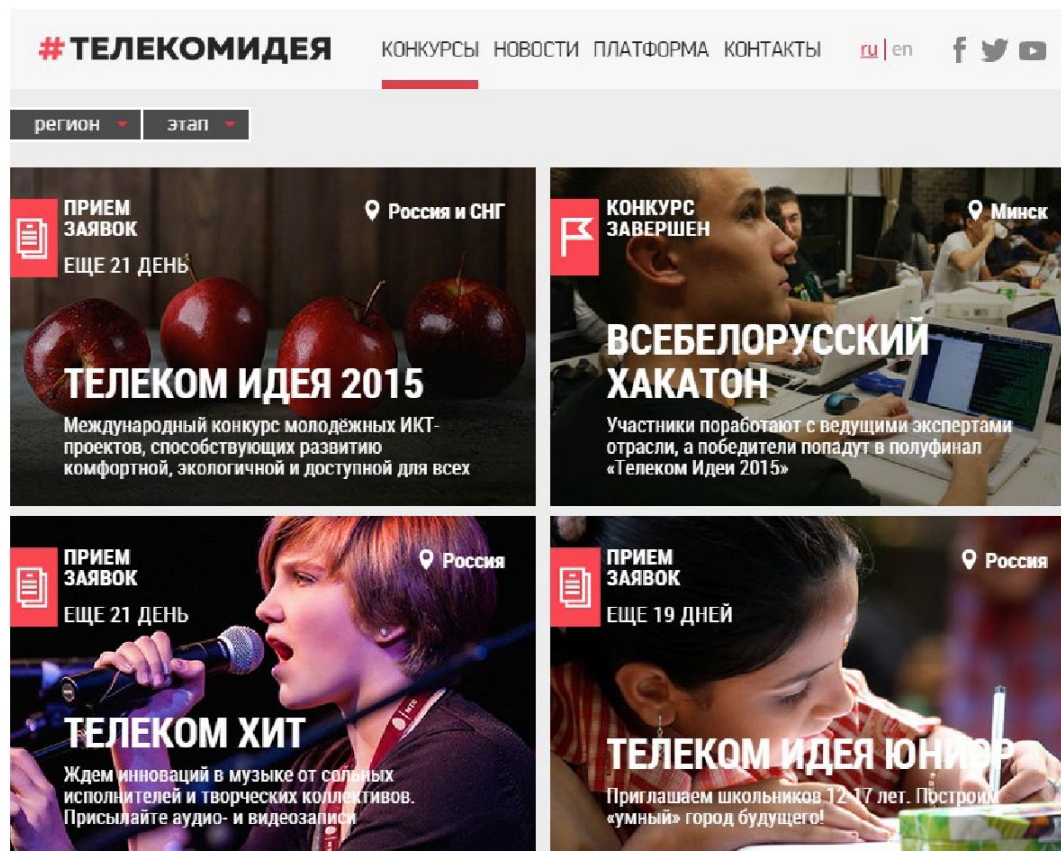 #ТЕЛЕКОМИДЕЯ
КОНКУРСЫ НОВОСТИ ПЛАТФОРМА КОНТАКТЫ
ru | en
регион
этап
ПРИЕМ
ЗАЯВОК
ЕЩЕ 21 ДЕНЬ
Россия и СНГ
ТЕЛЕКОМ ИДЕЯ 2015
Международный конкурс молодёжных ИКТ-
проектов, способствующих развитию
комфортной, экологичной и доступной для всех
КОНКУРС
ЗАВЕРШЕН
Минск
ВСЕБЕЛОРУССКИЙ
ХАКАТОН
Участники поработают с ведущими экспертами
отрасли, а победители попадут в полуфинал
«Телеком Идеи 2015»
ПРИЕМ
ЗАЯВОК
ЕЩЕ 21 ДЕНЬ
Россия
ТЕЛЕКОМ ХИТ
Ждем инноваций в музыке от сольных
исполнителей и творческих коллективов.
Присылайте аудио- и видеозаписи
ПРИЕМ
ЗАЯВОК
ЕЩЕ 19 ДНЕЙ
Россия
ТЕЛЕКОМ ИДЕЯ ЮНИОР
Приглашаем школьников 12-17 лет. Построим
«умный» город будущего!